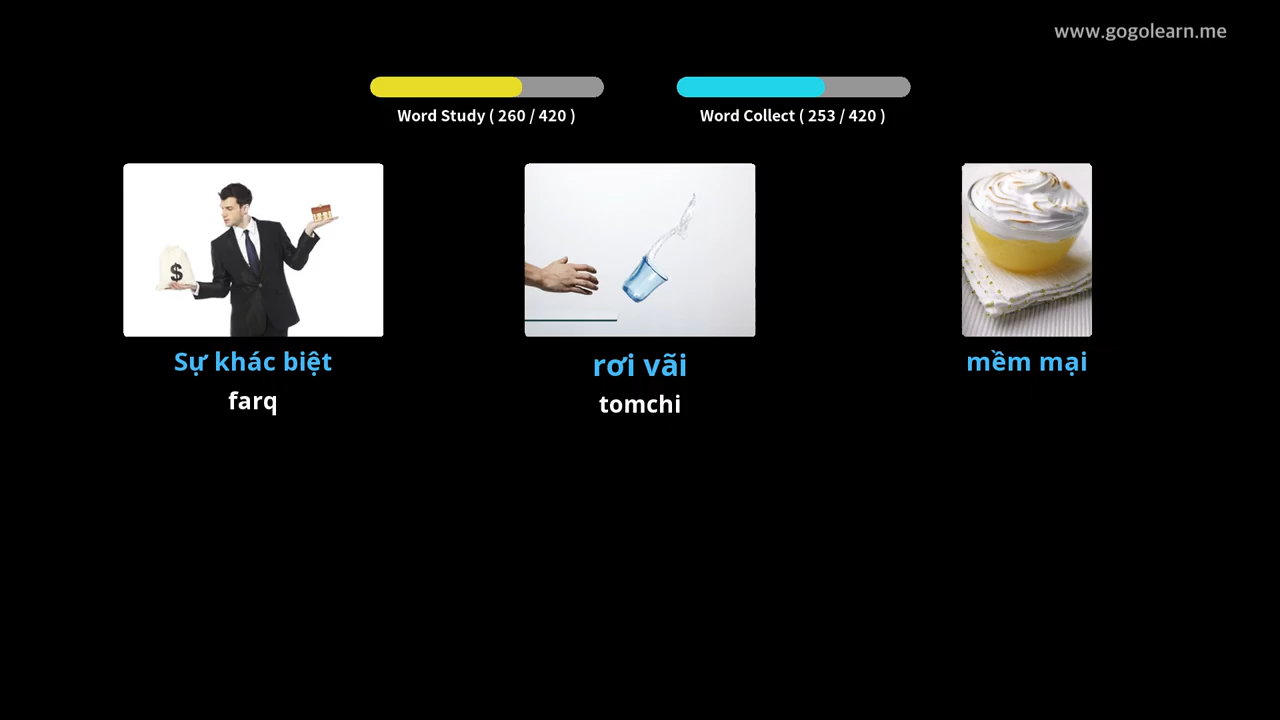 www.gogolearn.me
Word Study ( 260 / 420 )
Word Collect ( 253 / 420 )
$
Sự khác biệt
rơi vãi
mềm mại
farq
tomchi